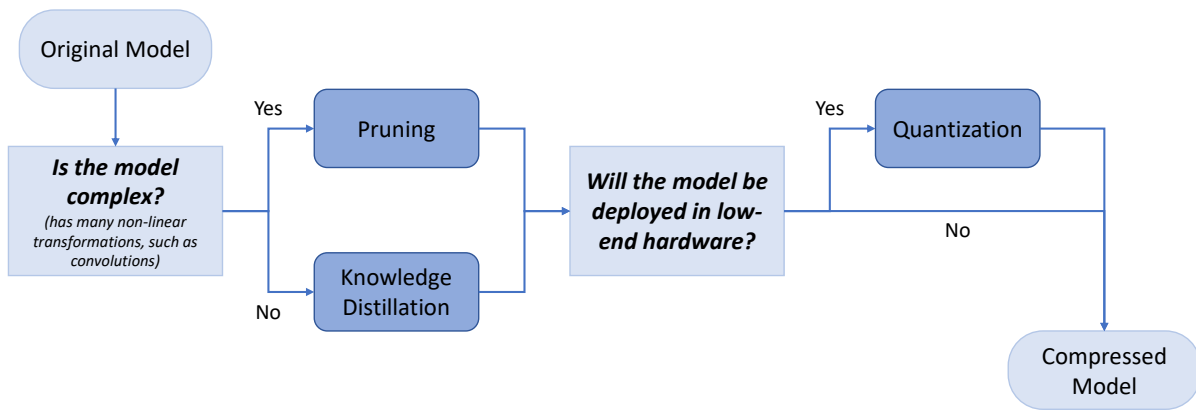 Original Model
Is the model
complex?
(has many non-linear
transformations, such as
convolutions)
Yes
Pruning
No
Knowledge
Distillation
Will the model be
deployed in low-
end hardware?
Yes
Quantization
No
Compressed
Model